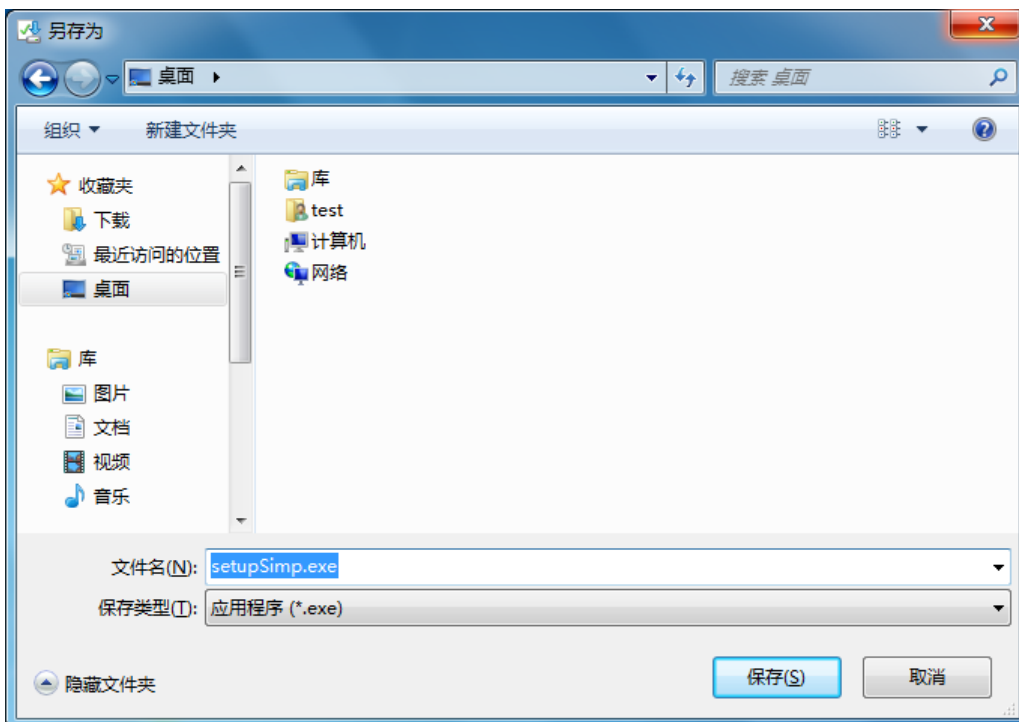 另存为
桌面
搜索 桌面
组织
新建文件夹
收藏夹
下载
最近访问的位置
桌面
库
图片
文档
视频
音乐
库
test
计算机
网络
文件名(N): setupSimp.exe
保存类型(T): 应用程序 (*.exe)
隐藏文件夹
保存(S)
取消